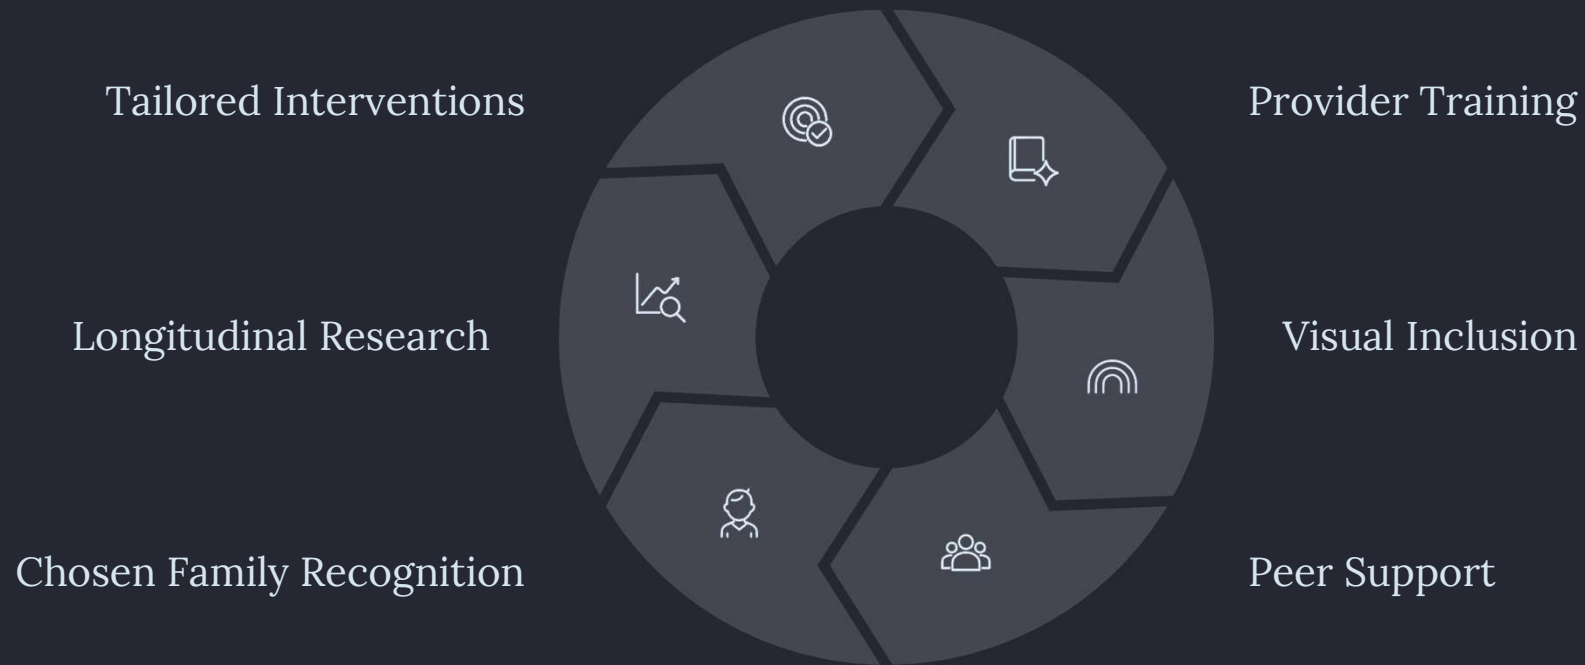 Tailored Interventions
Provider Training
Longitudinal Research
Visual Inclusion
Chosen Family Recognition
Peer Support